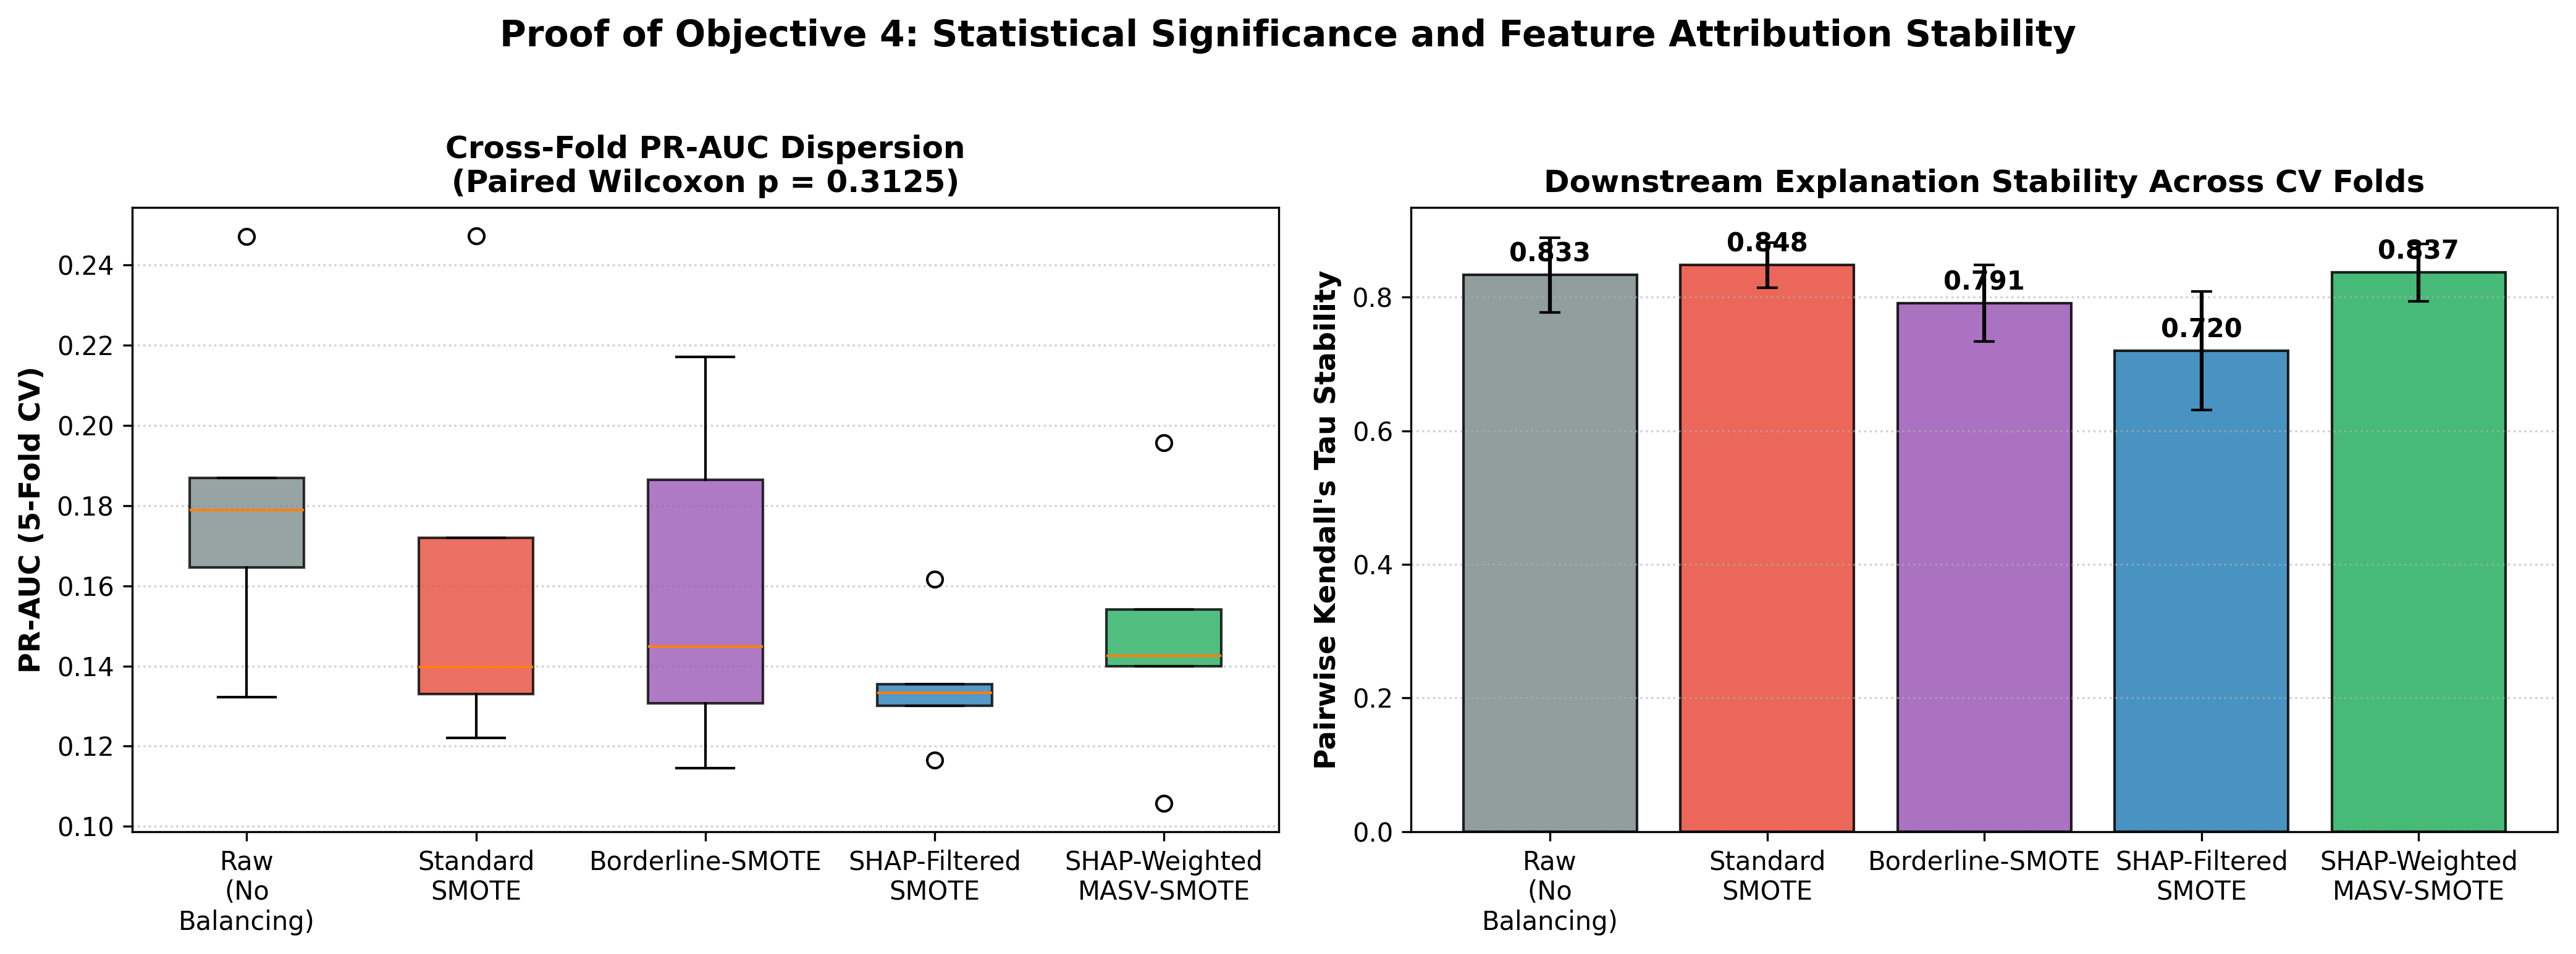 Proof of Objective 4: Statistical Significance and Feature Attribution Stability
Cross-Fold PR-AUC Dispersion
(Paired Wilcoxon p = 0.3125)
PR-AUC (5-Fold CV)
0.24
0.22
0.20
0.18
0.16
0.14
0.12
0.10
Raw
(No
Balancing)
Standard
SMOTE
Borderline-SMOTE
SHAP-Filtered
SMOTE
SHAP-Weighted
MASV-SMOTE
Downstream Explanation Stability Across CV Folds
Pairwise Kendall's Tau Stability
0.8
0.6
0.4
0.2
0.0
0.833
0.848
0.791
0.720
0.837
Raw
(No
Balancing)
Standard
SMOTE
Borderline-SMOTE
SHAP-Filtered
SMOTE
SHAP-Weighted
MASV-SMOTE